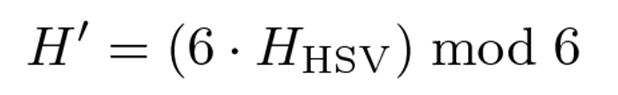 H′ = (6 · H_HSV) mod 6